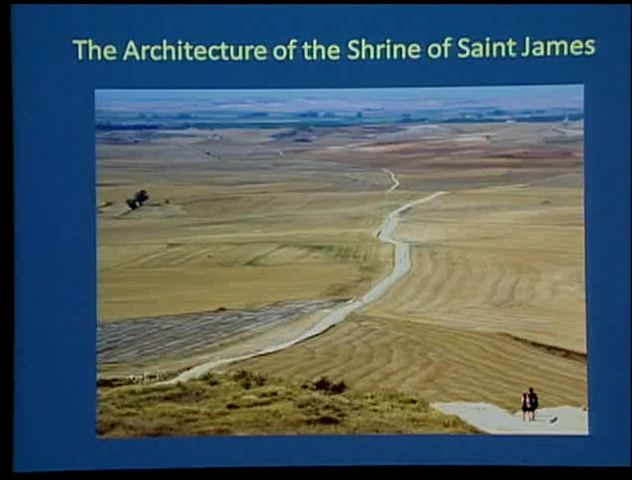 The Architecture of the Shrine of Saint James